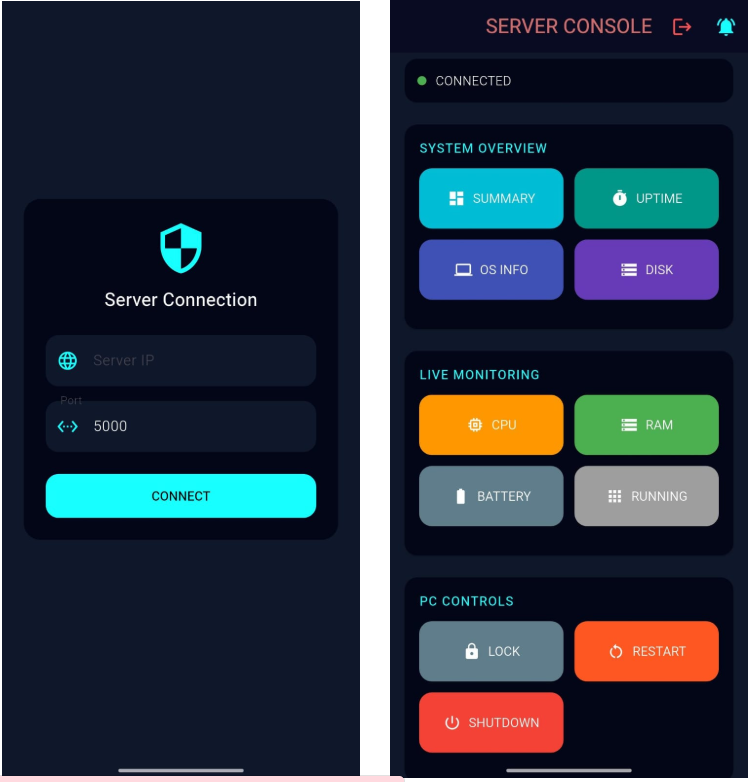 Server Connection
Server IP
Port
5000
CONNECT
SERVER CONSOLE
CONNECTED
SYSTEM OVERVIEW
SUMMARY
UPTIME
OS INFO
DISK
LIVE MONITORING
CPU
RAM
BATTERY
RUNNING
PC CONTROLS
LOCK
RESTART
SHUTDOWN